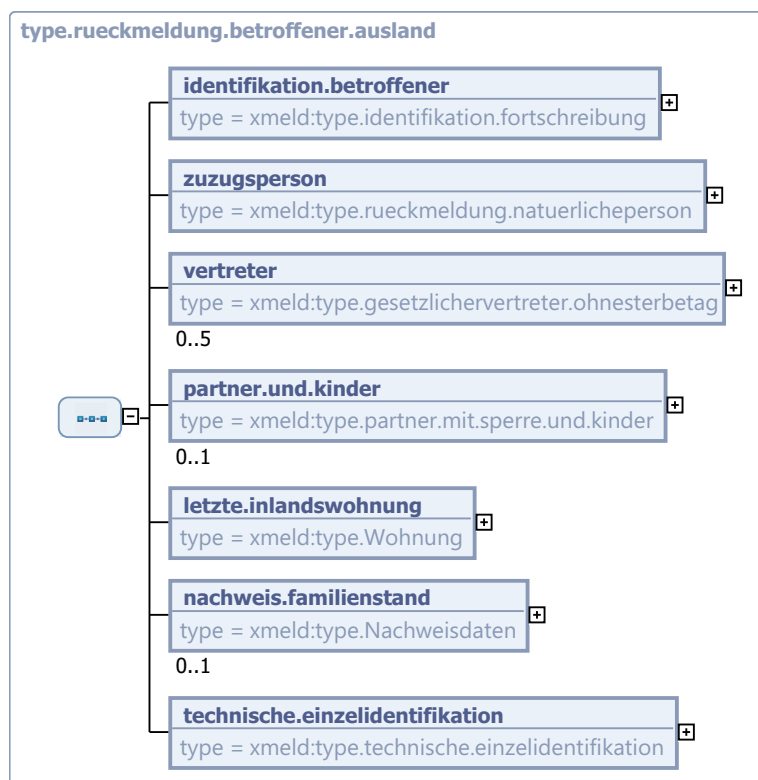 type.rueckmeldung.betroffener.ausland
identifikation.betroffener
type = xmeld:type.identifikation.fortschreibung
zuzugsperson
type = xmeld:type.rueckmeldung.natuerlicheperson
vertreter
type = xmeld:type.gesetzlichervertreter.ohnesterbetag
0..5
partner.und.kinder
type = xmeld:type.partner.mit.sperre.und.kinder
0..1
letzte.inlandswohnung
type = xmeld:type.Wohnung
nachweis.familienstand
type = xmeld:type.Nachweisdaten
0..1
technische.einzelidentifikation
type = xmeld:type.technische.einzelidentifikation